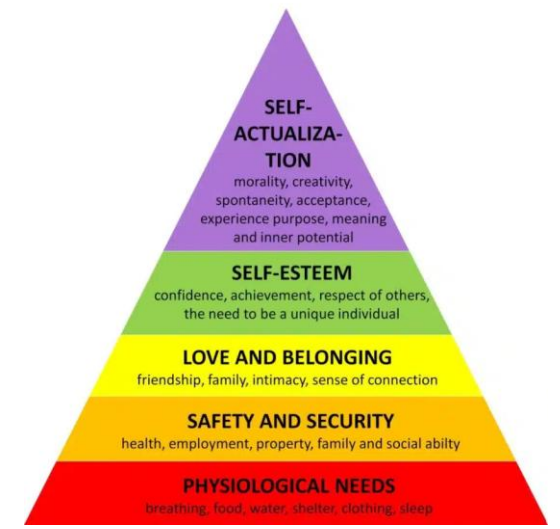 SELF-
ACTUALIZA-
TION
morality, creativity,
spontaneity, acceptance,
experience purpose, meaning
and inner potential
SELF-ESTEEM
confidence, achievement, respect of others,
the need to be a unique individual
LOVE AND BELONGING
friendship, family, intimacy, sense of connection
SAFETY AND SECURITY
health, employment, property, family and social abilty
PHYSIOLOGICAL NEEDS
breathing, food, water, shelter, clothing, sleep